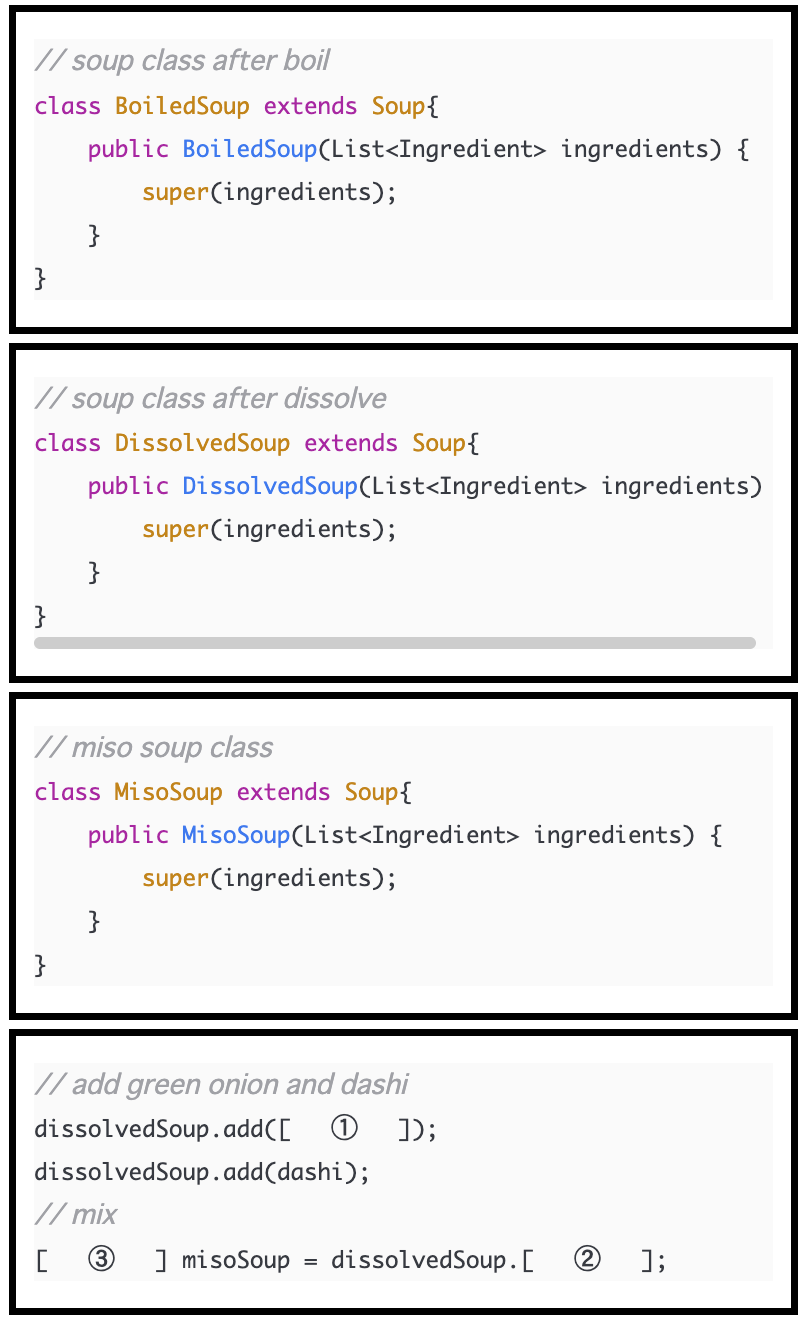 // soup class after boil
class BoiledSoup extends Soup{
    public BoiledSoup(List<Ingredient> ingredients) {
        super(ingredients);
    }
}
// soup class after dissolve
class DissolvedSoup extends Soup{
    public DissolvedSoup(List<Ingredient> ingredients)
        super(ingredients);
    }
}
// miso soup class
class MisoSoup extends Soup{
    public MisoSoup(List<Ingredient> ingredients) {
        super(ingredients);
    }
}
// add green onion and dashi
dissolvedSoup.add([   ①   ]);
dissolvedSoup.add(dashi);
// mix
[   ③   ] misoSoup = dissolvedSoup.[   ②   ];